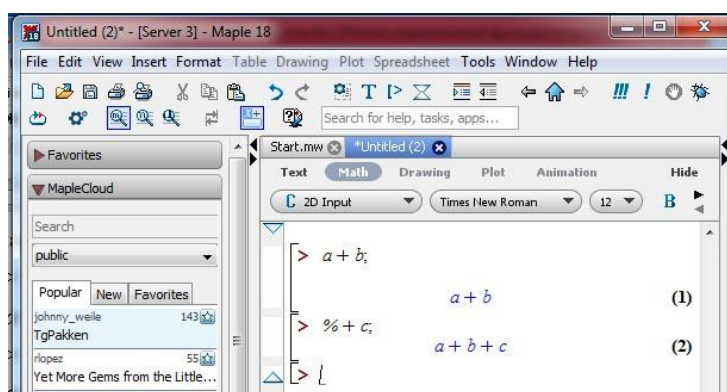 Untitled (2)* - [Server 3] - Maple 18
File Edit View Insert Format Table Drawing Plot Spreadsheet Tools Window Help
Search for help, tasks, apps...
Favorites
MapleCloud
Search
public
Popular New Favorites
johnny_weile 143
TgPakken
rlopez 55
Yet More Gems from the Little...
Start.mw *Untitled (2)
Text Math Drawing Plot Animation Hide
C 2D Input Times New Roman 12 B
> a + b;
a + b (1)
> % + c;
a + b + c (2)
>